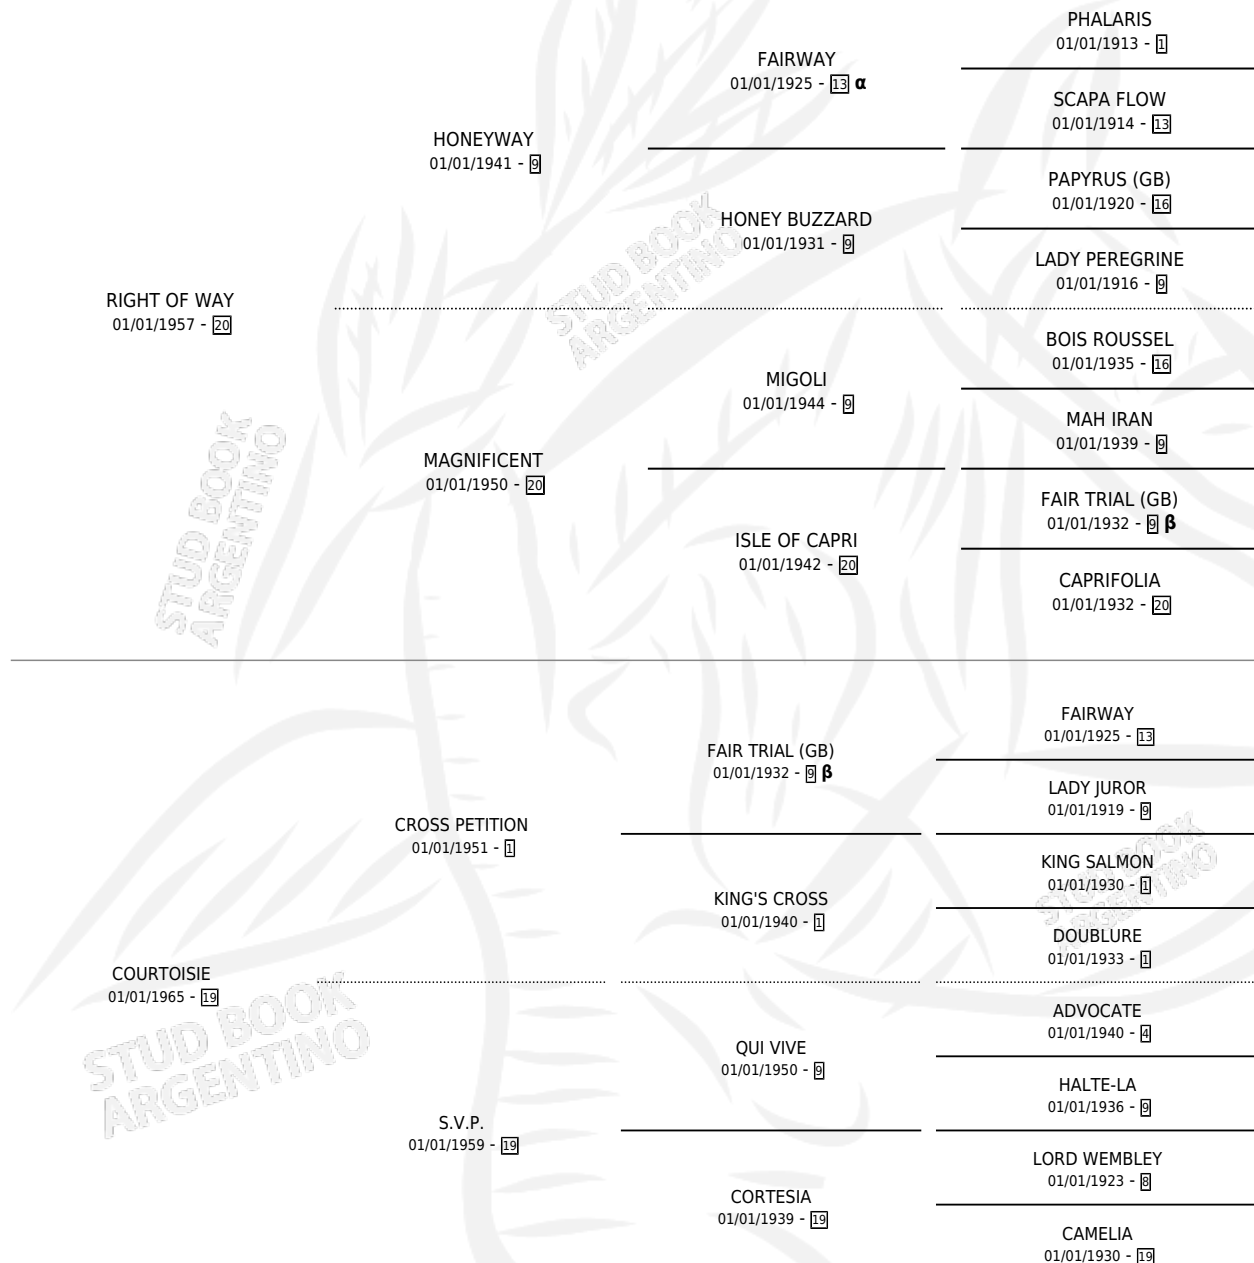 PHALARIS
01/01/1913 - 1
FAIRWAY
01/01/1925 - 13 α
SCAPA FLOW
01/01/1914 - 13
HONEYWAY
01/01/1941 - 9
PAPYRUS (GB)
01/01/1920 - 16
HONEY BUZZARD
01/01/1931 - 9
LADY PEREGRINE
01/01/1916 - 9
RIGHT OF WAY
01/01/1957 - 20
BOIS ROUSSEL
01/01/1935 - 16
MIGOLI
01/01/1944 - 9
MAH IRAN
01/01/1939 - 9
MAGNIFICENT
01/01/1950 - 20
FAIR TRIAL (GB)
01/01/1932 - 9 β
ISLE OF CAPRI
01/01/1942 - 20
CAPRIFOLIA
01/01/1932 - 20
FAIRWAY
01/01/1925 - 13
FAIR TRIAL (GB)
01/01/1932 - 9 β
LADY JUROR
01/01/1919 - 9
CROSS PETITION
01/01/1951 - 1
KING SALMON
01/01/1930 - 1
KING'S CROSS
01/01/1940 - 1
DOUBLURE
01/01/1933 - 1
COURTOISIE
01/01/1965 - 19
ADVOCATE
01/01/1940 - 4
QUI VIVE
01/01/1950 - 9
HALTE-LA
01/01/1936 - 9
S.V.P.
01/01/1959 - 19
LORD WEMBLEY
01/01/1923 - 8
CORTESIA
01/01/1939 - 19
CAMELIA
01/01/1930 - 19
STUD BOOK
ARGENTINO
STUD BOOK
ARGENTINO
STUD BOOK
ARGENTINO
STUD BOOK
ARGENTINO